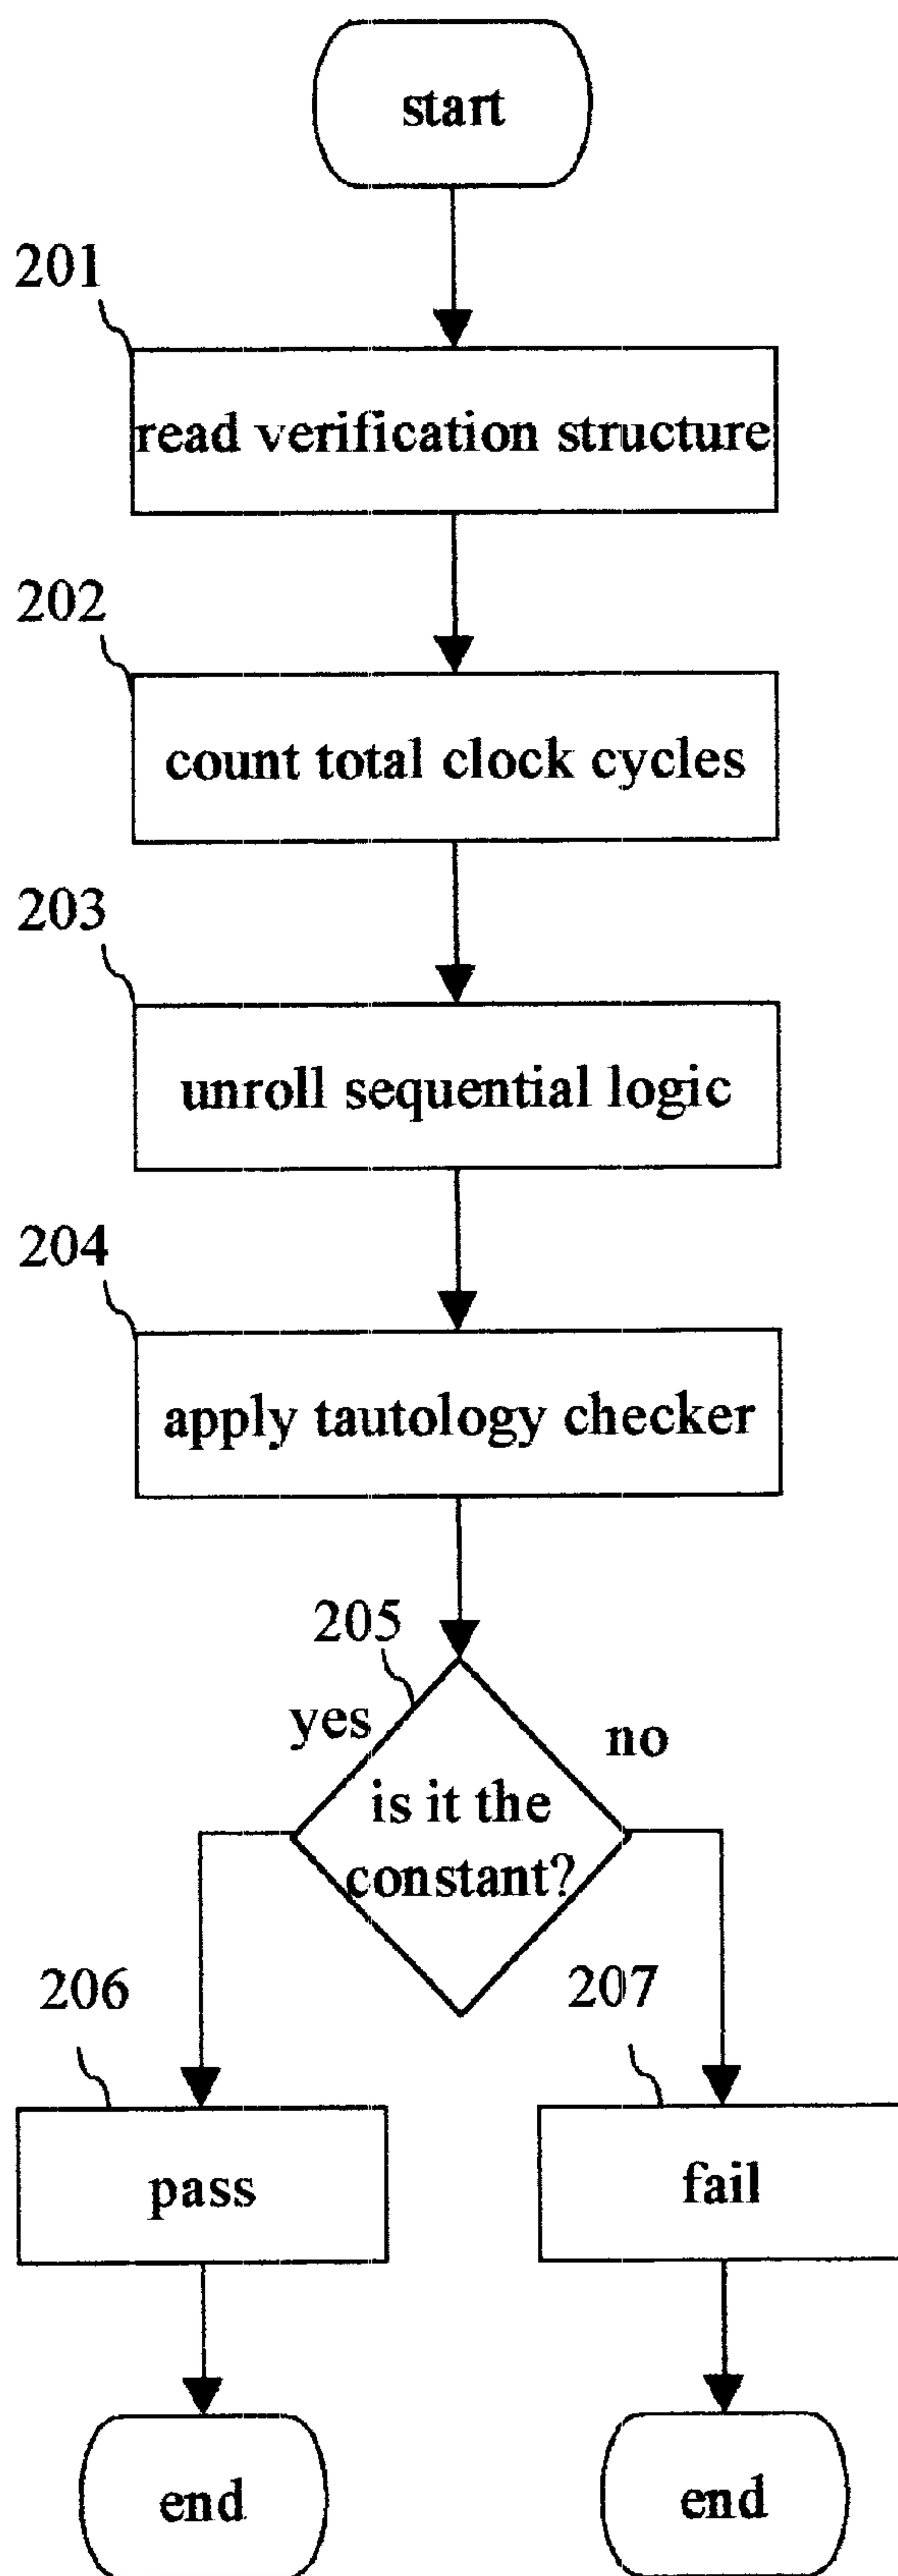 start
201
read verification structure
202
count total clock cycles
203
unroll sequential logic
204
apply tautology checker
205
yes
no
is it the
constant?
206
207
pass
fail
end
end